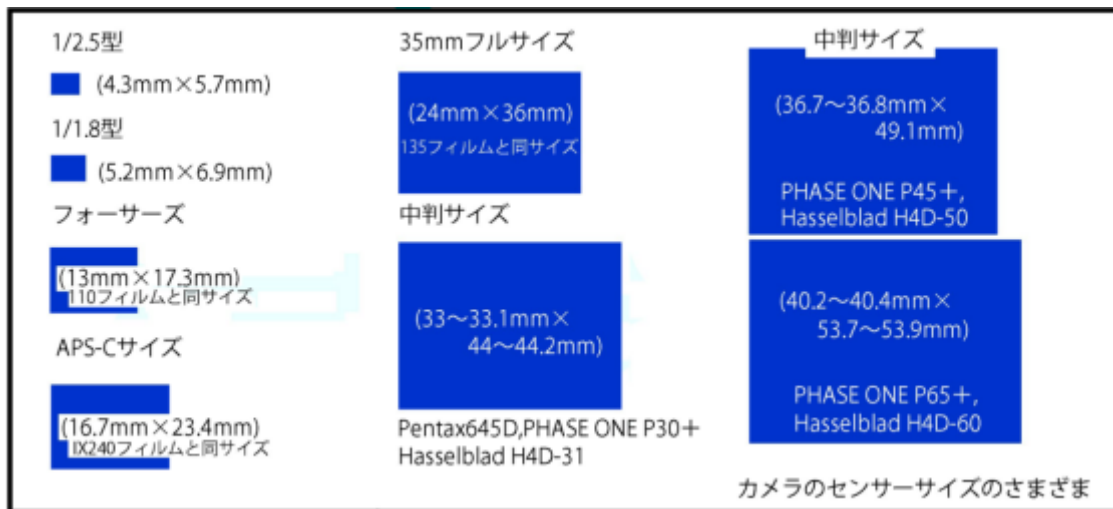 1/2.5型
(4.3mm×5.7mm)
1/1.8型
(5.2mm×6.9mm)
フォーサーズ
(13mm×17.3mm)
110フィルムと同サイズ
APS-Cサイズ
(16.7mm×23.4mm)
IX240フィルムと同サイズ
35mmフルサイズ
(24mm×36mm)
135フィルムと同サイズ
中判サイズ
(33〜33.1mm×
44〜44.2mm)
Pentax645D,PHASE ONE P30+
Hasselblad H4D-31
中判サイズ
(36.7〜36.8mm×
49.1mm)
PHASE ONE P45+,
Hasselblad H4D-50
(40.2〜40.4mm×
53.7〜53.9mm)
PHASE ONE P65+,
Hasselblad H4D-60
カメラのセンサーサイズのさまざま